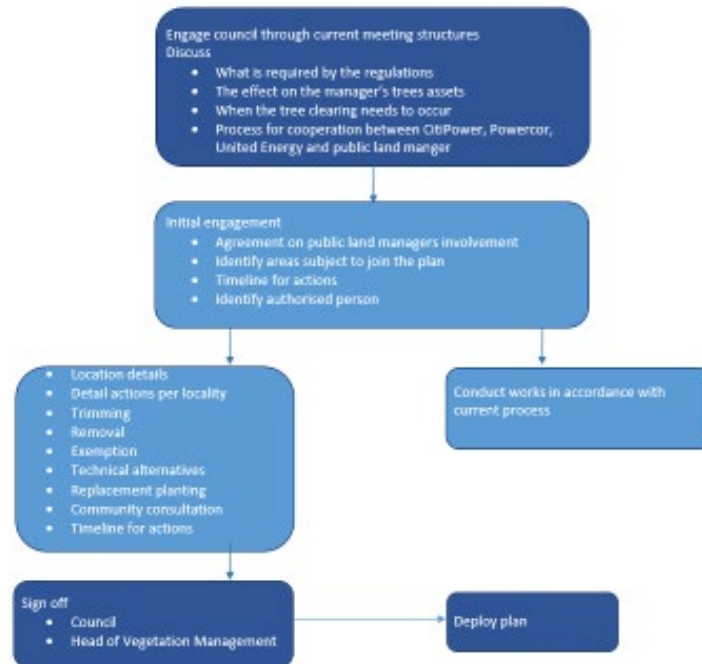 Engage council through current meeting structures
Discuss
• What is required by the regulations
• The effect on the manager's trees assets
• When the tree clearing needs to occur
• Process for cooperation between CitiPower, Powercor,
United Energy and public land manger
Initial engagement
• Agreement on public land managers involvement
• Identify areas subject to join the plan
• Timeline for actions
• Identify authorised person
• Location details
• Detail actions per locality
• Trimming
• Removal
• Exemption
• Technical alternatives
• Replacement planting
• Community consultation
• Timeline for actions
Conduct works in accordance with
current process
Sign off
• Council
• Head of Vegetation Management
Deploy plan